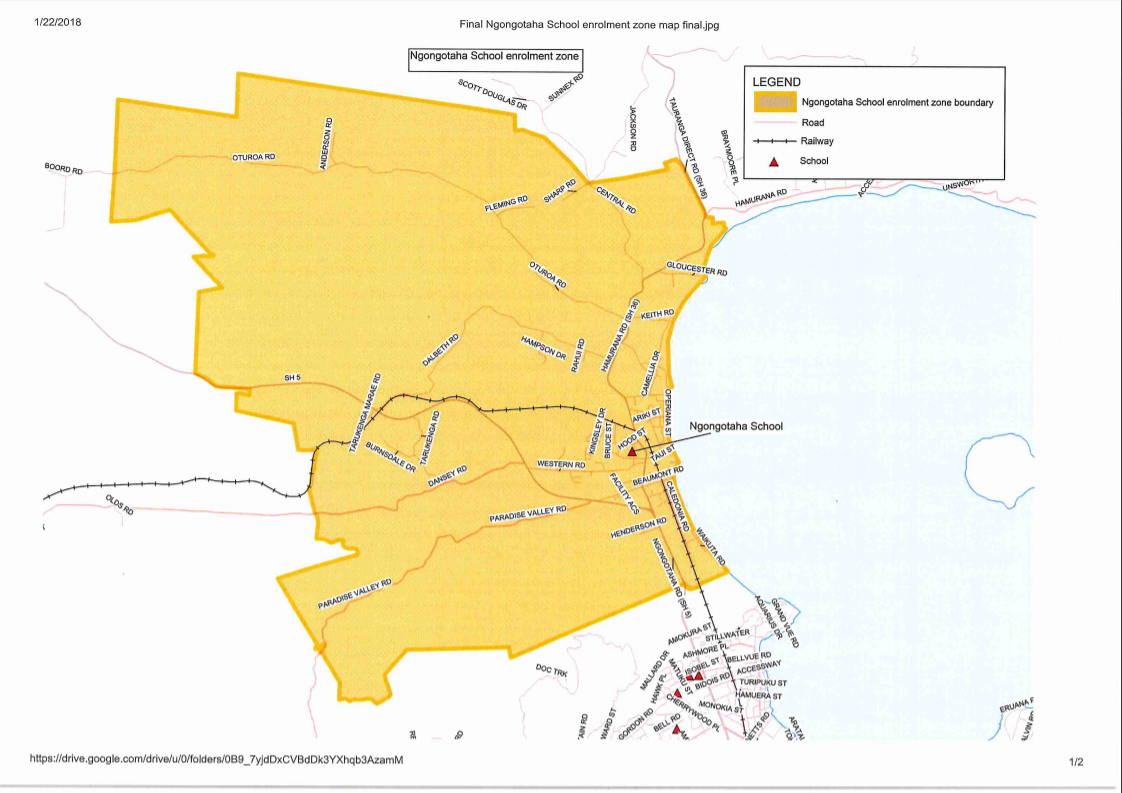 1/22/2018
Final Ngongotaha School enrolment zone map final.jpg
Ngongotaha School enrolment zone
LEGEND
Ngongotaha School enrolment zone boundary
Road
Railway
School
SCOTT DOUGLAS DR
SUNNEX RD
JACKSON RD
TAURANGA DIRECT RD (SH 36)
BRAYMOORE PL
HAMURANA RD
BOORD RD
OTUROA RD
ANDERSON RD
FLEMING RD
SHARP RD
CENTRAL RD
OTUROA RD
GLOUCESTER RD
KEITH RD
HAMURANA RD (SH 36)
DALBETH RD
HAMPSON DR
RAHUI RD
CAMELLIA DR
SH 5
TARUKENGA MARAE RD
TARUKENGA RD
BURNSDALE DR
KINGSLEY DR
BRUCE ST
ARIKI ST
OPERIANA ST
HOOD ST
Ngongotaha School
TAUI ST
WESTERN RD
DANSEY RD
BEAUMONT RD
FACILITY ACS
CALEDONIA RD
OLDS RD
PARADISE VALLEY RD
HENDERSON RD
WAIKUTA RD
NGONGOTAHA RD (SH 5)
PARADISE VALLEY RD
GRAND VUE RD
AQUARIUS DR
AMOKURA ST
STILLWATER
ASHMORE PL
BELLVUE RD
ISOBEL ST
ACCESSWAY
MALLARD DR
MATUKU ST
BIDOIS RD
TURIPUKU ST
HAMUERA ST
HAWK PL
DOC TRK
CHERRYWOOD PL
MONOKIA ST
GORDON RD
BELL RD
https://drive.google.com/drive/u/0/folders/0B9_7yjdDxCVBdDk3YXhqb3AzamM
1/2